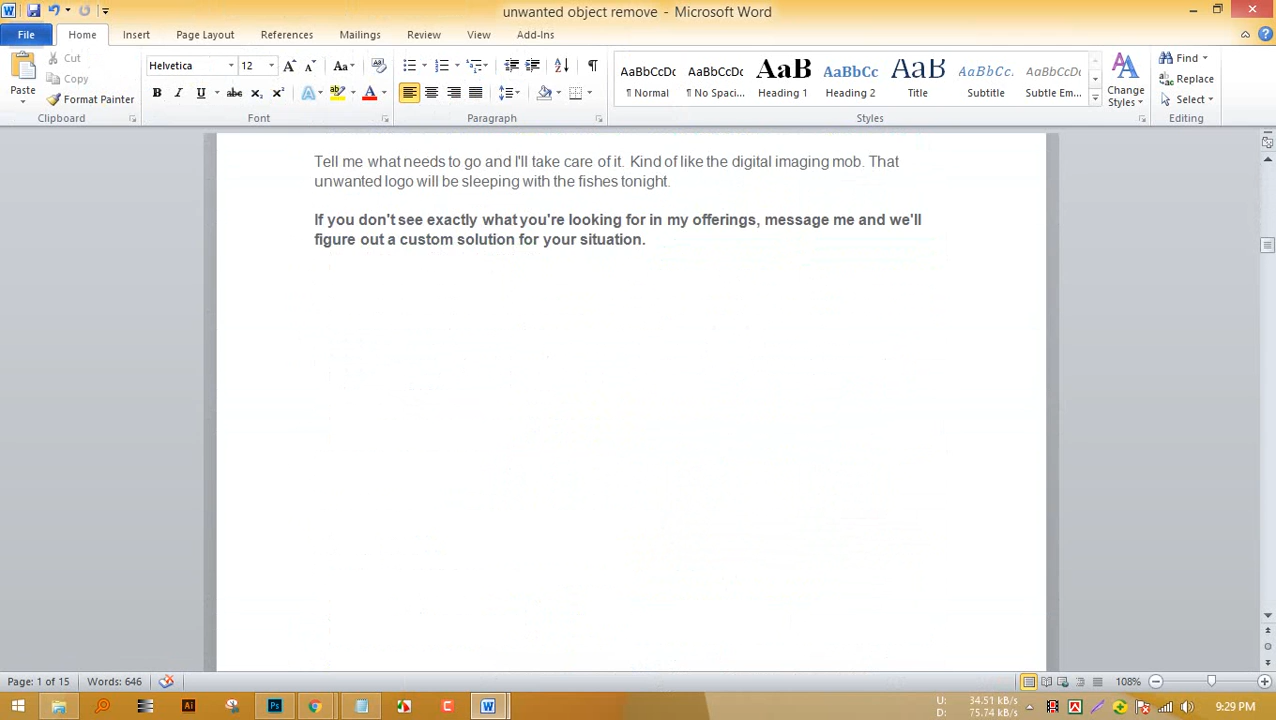 unwanted object remove - Microsoft Word
File Home Insert Page Layout References Mailings Review View Add-Ins
Paste
Cut
Copy
Format Painter
Clipboard
Helvetica 12
Font
Paragraph
AaBbCcDc ¶ Normal
AaBbCcDc ¶ No Spaci...
AaB Heading 1
AaBbCc Heading 2
AaB Title
AaBbCc. Subtitle
AaBbCcDc Subtle Em...
Change Styles
Styles
Find
Replace
Select
Editing
Tell me what needs to go and I'll take care of it. Kind of like the digital imaging mob. That
unwanted logo will be sleeping with the fishes tonight.
If you don't see exactly what you're looking for in my offerings, message me and we'll
figure out a custom solution for your situation.
Page: 1 of 15 Words: 646 108%
U: 34.51 kB/s
D: 75.74 kB/s
9:29 PM